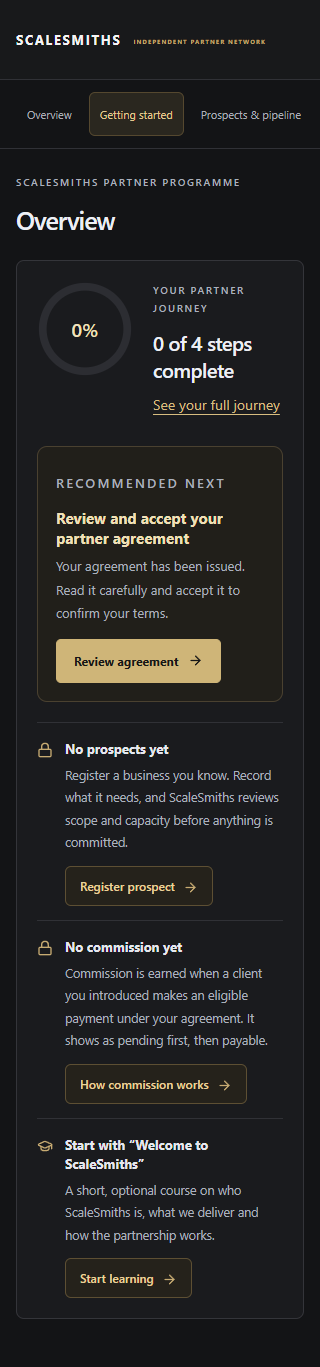 SCALESMITHS INDEPENDENT PARTNER NETWORK
Overview Getting started Prospects & pipeline
SCALESMITHS PARTNER PROGRAMME
Overview
YOUR PARTNER
JOURNEY
0%
0 of 4 steps
complete
See your full journey
RECOMMENDED NEXT
Review and accept your
partner agreement
Your agreement has been issued.
Read it carefully and accept it to
confirm your terms.
Review agreement →
No prospects yet
Register a business you know. Record
what it needs, and ScaleSmiths reviews
scope and capacity before anything is
committed.
Register prospect →
No commission yet
Commission is earned when a client
you introduced makes an eligible
payment under your agreement. It
shows as pending first, then payable.
How commission works →
Start with “Welcome to
ScaleSmiths”
A short, optional course on who
ScaleSmiths is, what we deliver and
how the partnership works.
Start learning →